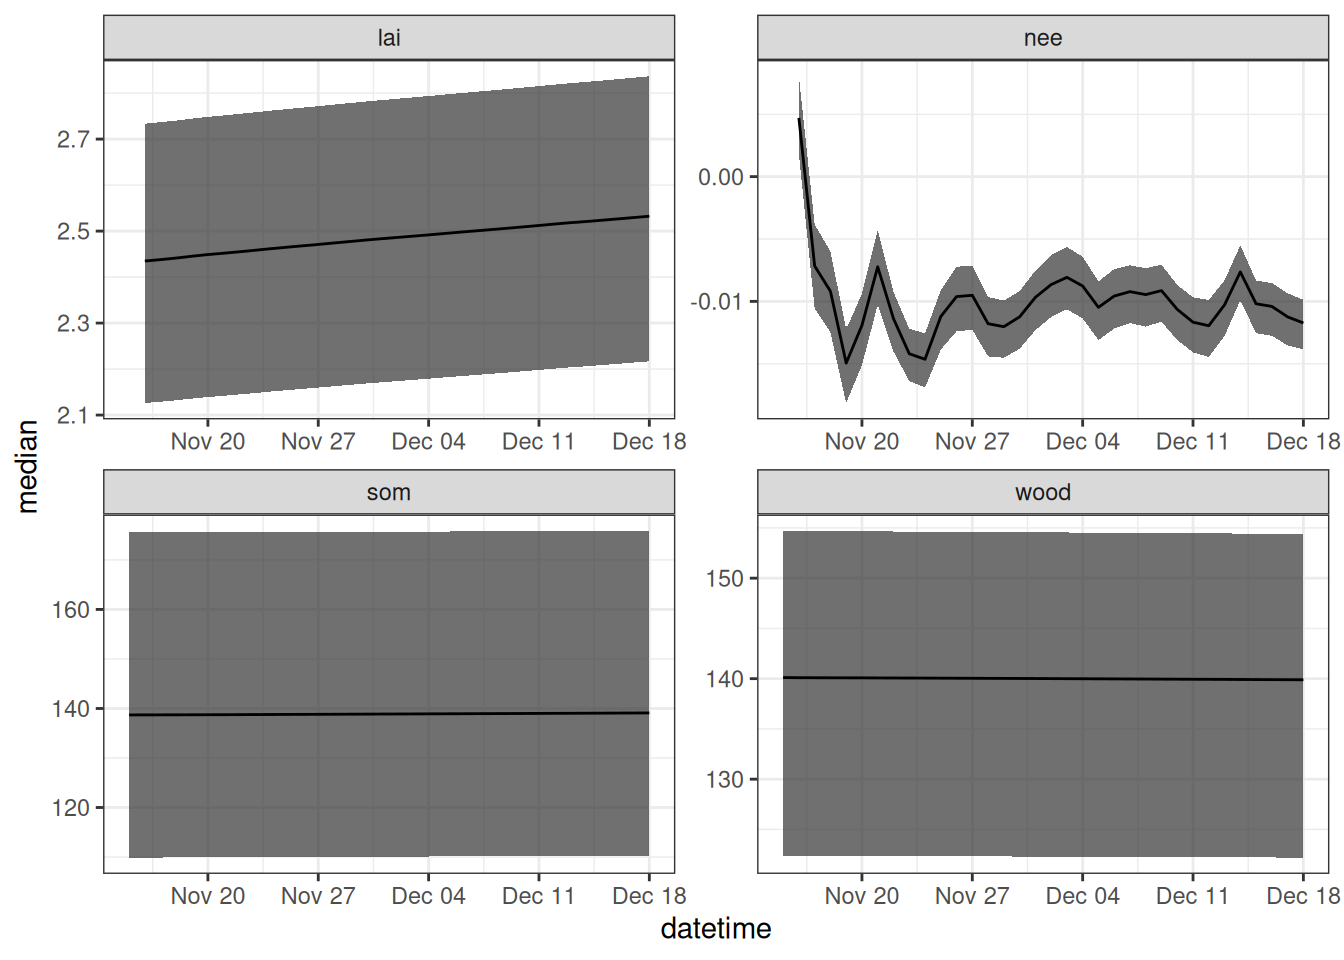 lai
nee
2.7
2.5
2.3
2.1
0.00
-0.01
Nov 20 Nov 27 Dec 04 Dec 11 Dec 18
Nov 20 Nov 27 Dec 04 Dec 11 Dec 18
median
som
wood
160
140
120
150
140
130
Nov 20 Nov 27 Dec 04 Dec 11 Dec 18
Nov 20 Nov 27 Dec 04 Dec 11 Dec 18
datetime